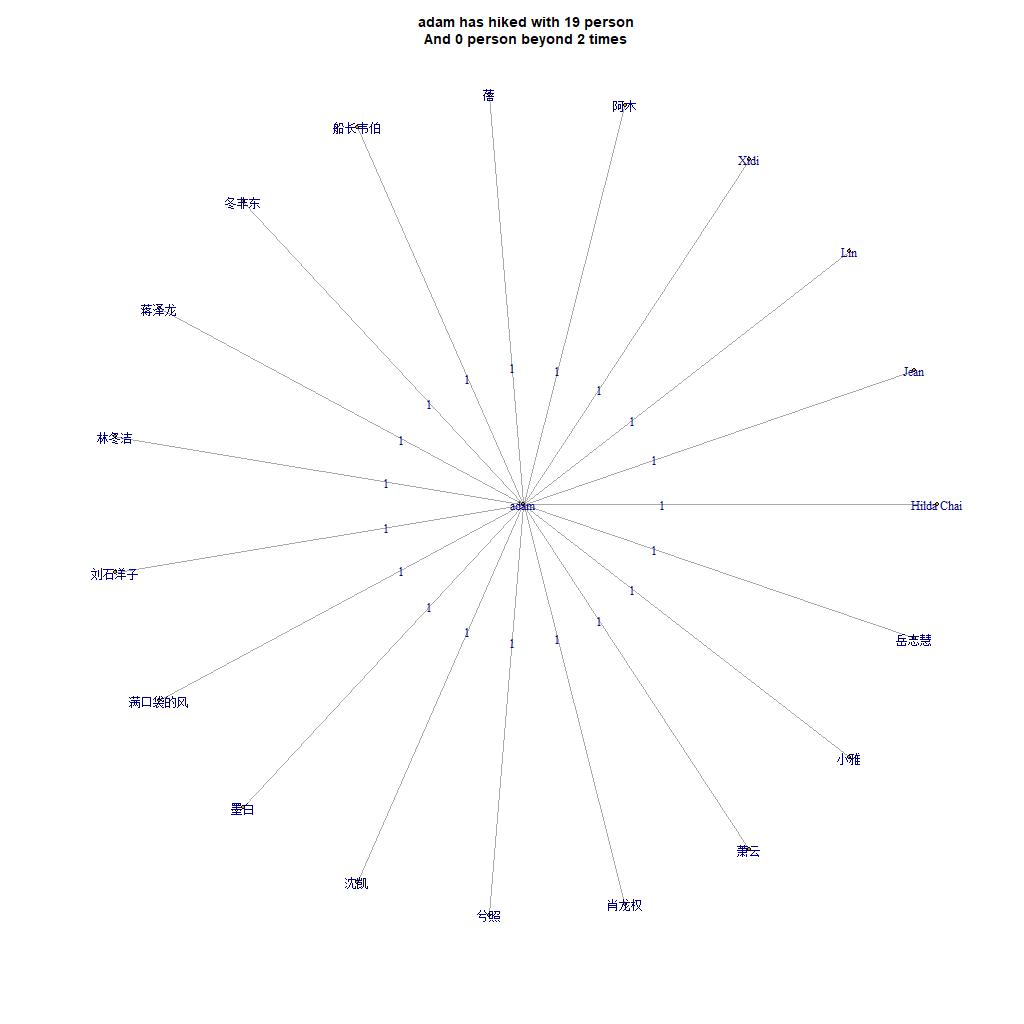 adam has hiked with 19 person
And 0 person beyond 2 times
蓓
阿木
船长韦伯
Xidi
冬非东
Lin
蒋泽龙
Jean
1
1
1
1
1
1
1
林冬洁
1
1
1
adam
1
Hilda Chai
1
1
刘石洋子
1
1
1
1
1
1
1
岳志慧
满口袋的风
小雅
墨白
萧云
沈凯
肖龙权
兮照